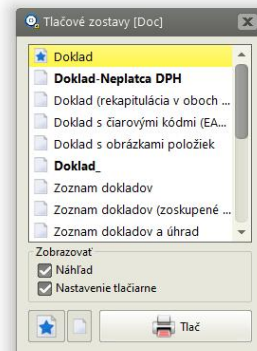 Tlačové zostavy [Doc]
Doklad
Doklad-Neplatca DPH
Doklad (rekapitulácia v oboch ...
Doklad s čiarovými kódmi (EA...
Doklad s obrázkami položiek
Doklad_
Zoznam dokladov
Zoznam dokladov (zoskupené ...
Zoznam dokladov a úhrad
Zobrazovať
Náhľad
Nastavenie tlačiarne
Tlač